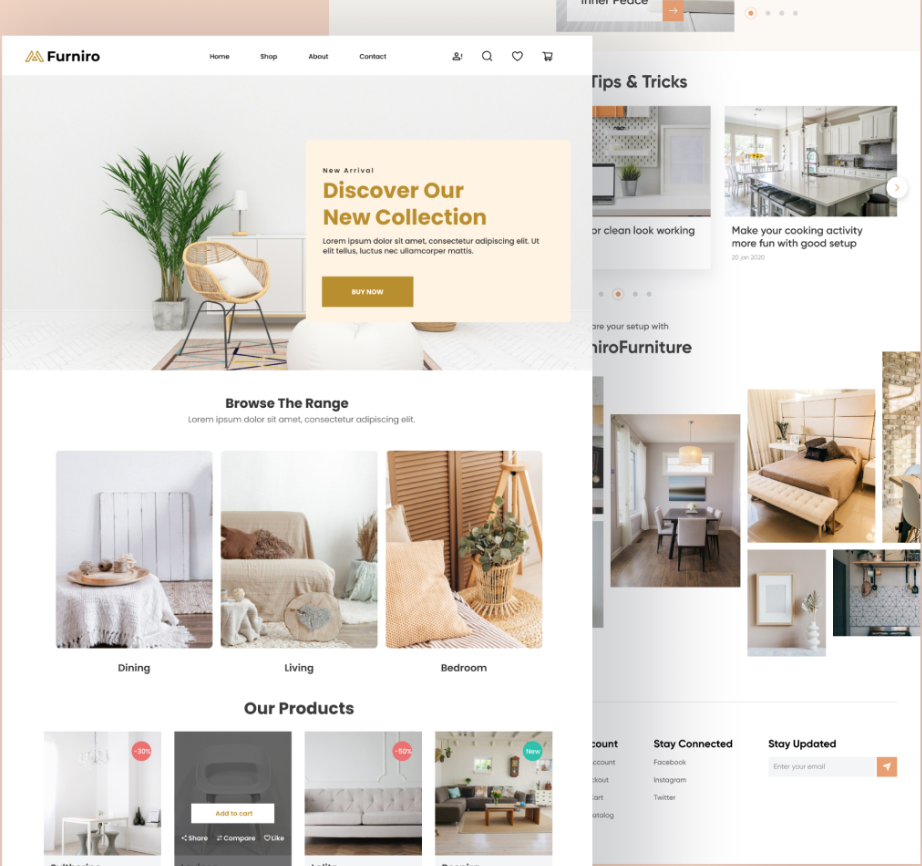 Inner Peace
Furniro
Home
Shop
About
Contact
New Arrival
Discover Our
New Collection
Lorem ipsum dolor sit amet, consectetur adipiscing elit. Ut
elit tellus, luctus nec ullamcorper mattis.
BUY NOW
Browse The Range
Lorem ipsum dolor sit amet, consectetur adipiscing elit.
Dining
Living
Bedroom
Our Products
-30%
Add to cart
Share
Compare
Like
-50%
New
Tips & Tricks
or clean look working
Make your cooking activity
more fun with good setup
20 jan 2020
are your setup with
niroFurniture
count
ccount
ckout
Cart
atalog
Stay Connected
Facebook
Instagram
Twitter
Stay Updated
Enter your email